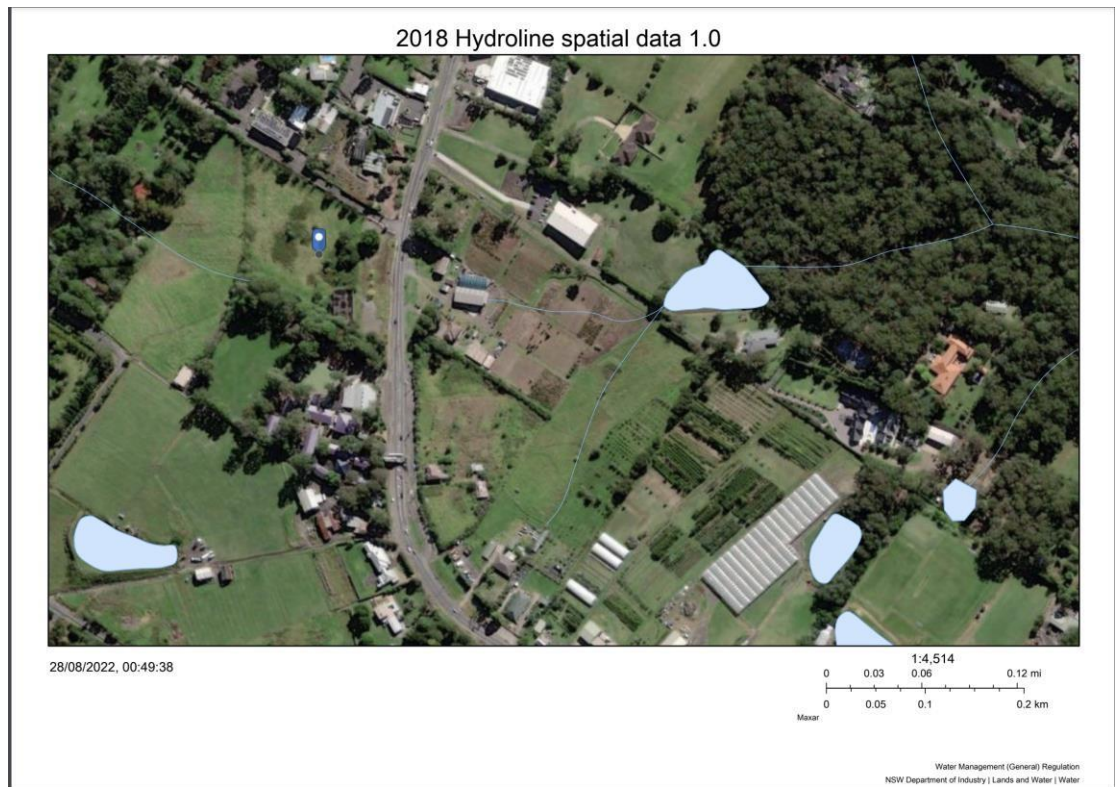 2018 Hydroline spatial data 1.0
28/08/2022, 00:49:38
1:4,514
0 0.03 0.06 0.12 mi
0 0.05 0.1 0.2 km
Maxar
Water Management (General) Regulation
NSW Department of Industry | Lands and Water | Water